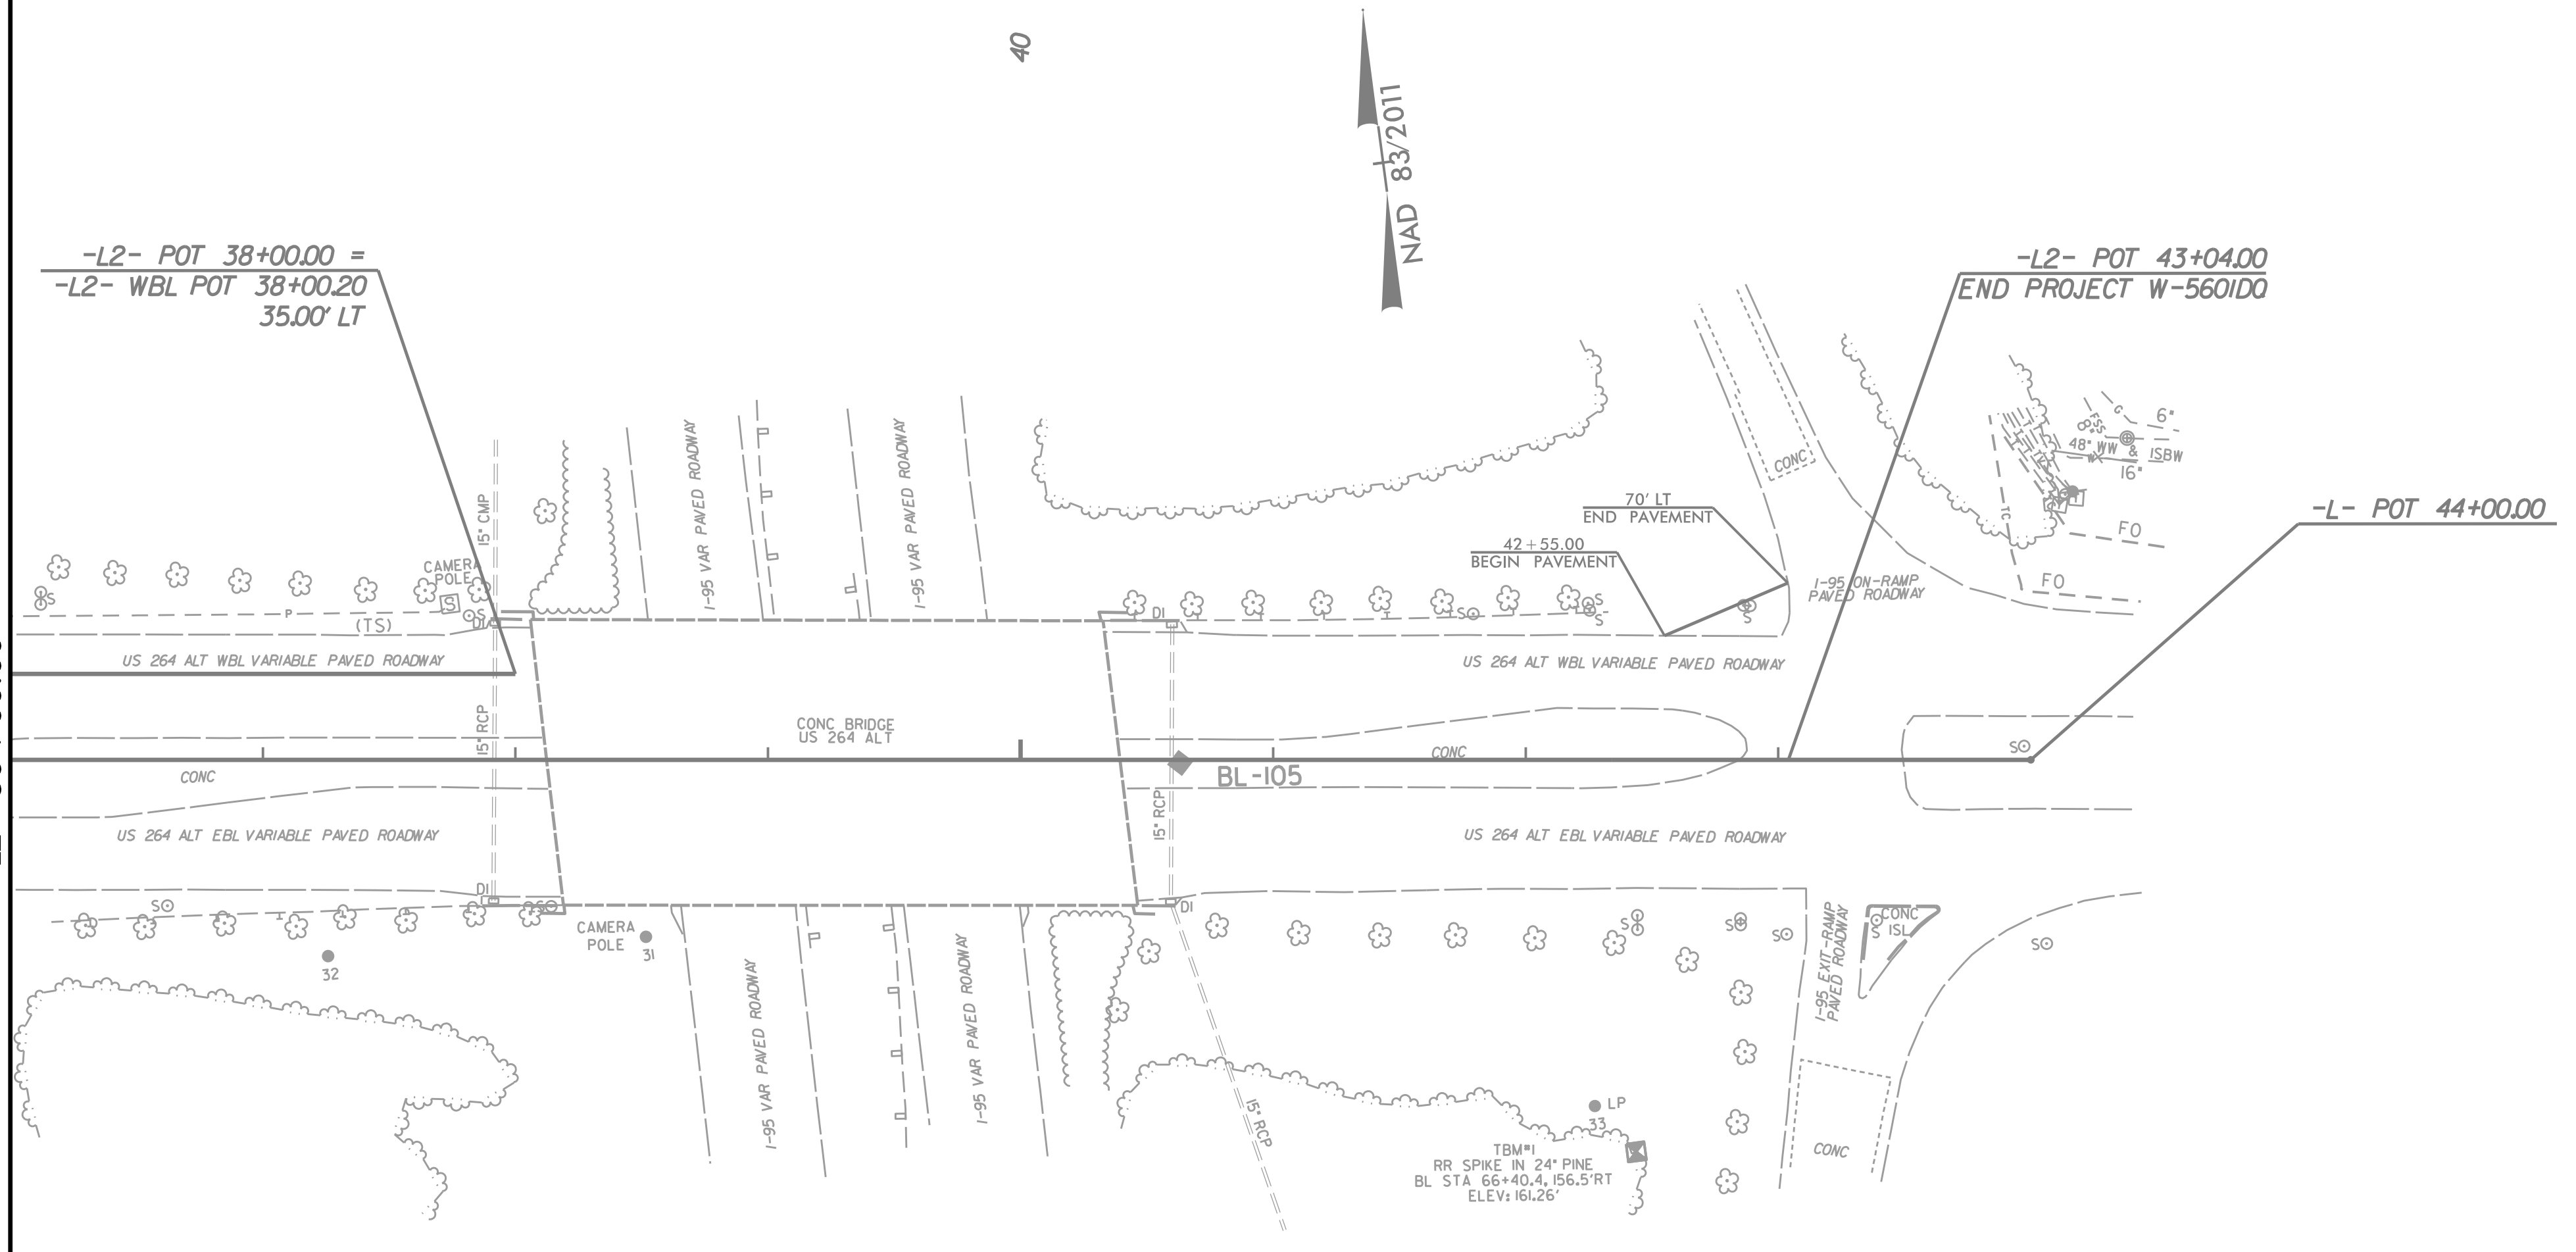 40
NAD 83/2011
-L2- POT 38+00.00 =
-L2- WBL POT 38+00.20
35.00' LT
-L2- POT 43+04.00
END PROJECT W-5601DQ
-L- POT 44+00.00
70' LT
END PAVEMENT
42+55.00
BEGIN PAVEMENT
15" CMP
I-95 VAR PAVED ROADWAY
I-95 VAR PAVED ROADWAY
CONC
G
6"
8" FSS
48" WW & ISBW
W
16"
TC
FO
FO
CAMERA
POLE
S
S
S
DI
P
(TS)
DI
S
S
S
S
I-95 ON-RAMP
PAVED ROADWAY
US 264 ALT WBL VARIABLE PAVED ROADWAY
US 264 ALT WBL VARIABLE PAVED ROADWAY
15" RCP
CONC BRIDGE
US 264 ALT
CONC
S
CONC
BL-105
15" RCP
US 264 ALT EBL VARIABLE PAVED ROADWAY
US 264 ALT EBL VARIABLE PAVED ROADWAY
DI
S
S
T
DI
CAMERA
POLE
31
32
S
S
S
CONC
S ISL
S
I-95 EXIT-RAMP
PAVED ROADWAY
I-95 VAR PAVED ROADWAY
I-95 VAR PAVED ROADWAY
15" RCP
LP
33
TBM#1
RR SPIKE IN 24" PINE
BL STA 66+40.4, 156.5'RT
ELEV: 161.26'
CONC